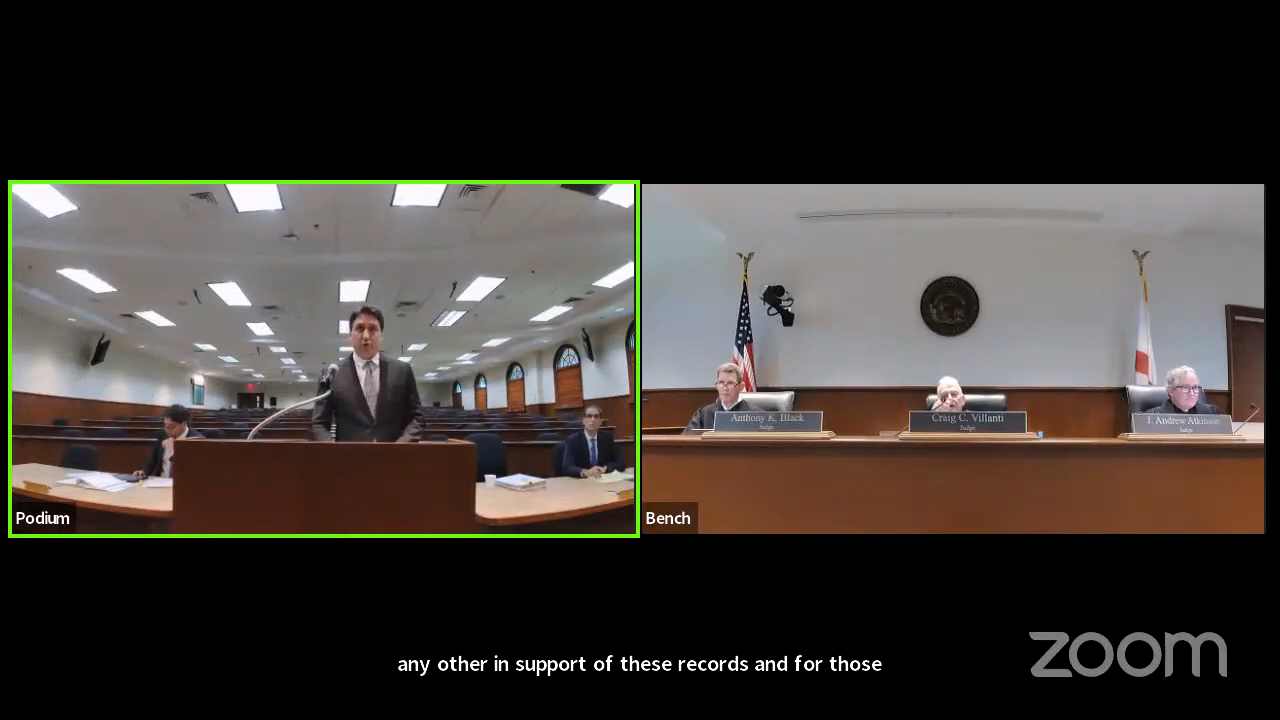 Podium
Anthony K. Black
Judge
Craig C. Villanti
Judge
J. Andrew Atkinson
Judge
Bench
any other in support of these records and for those
zoom